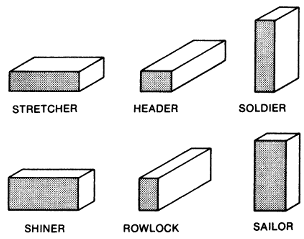 STRETCHER HEADER SOLDIER
SHINER ROWLOCK SAILOR